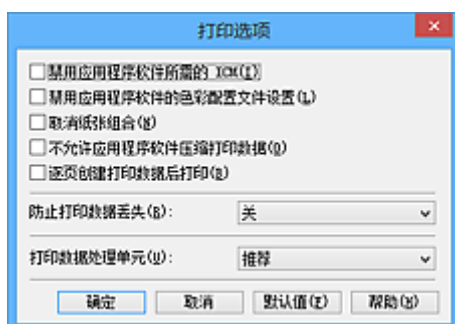 打印选项
禁用应用程序软件所需的 ICM(I)
禁用应用程序软件的色彩配置文件设置(L)
取消纸张组合(N)
不允许应用程序软件压缩打印数据(O)
逐页创建打印数据后打印(R)
防止打印数据丢失(B):
关
打印数据处理单元(U):
推荐
确定
取消
默认值(F)
帮助(H)